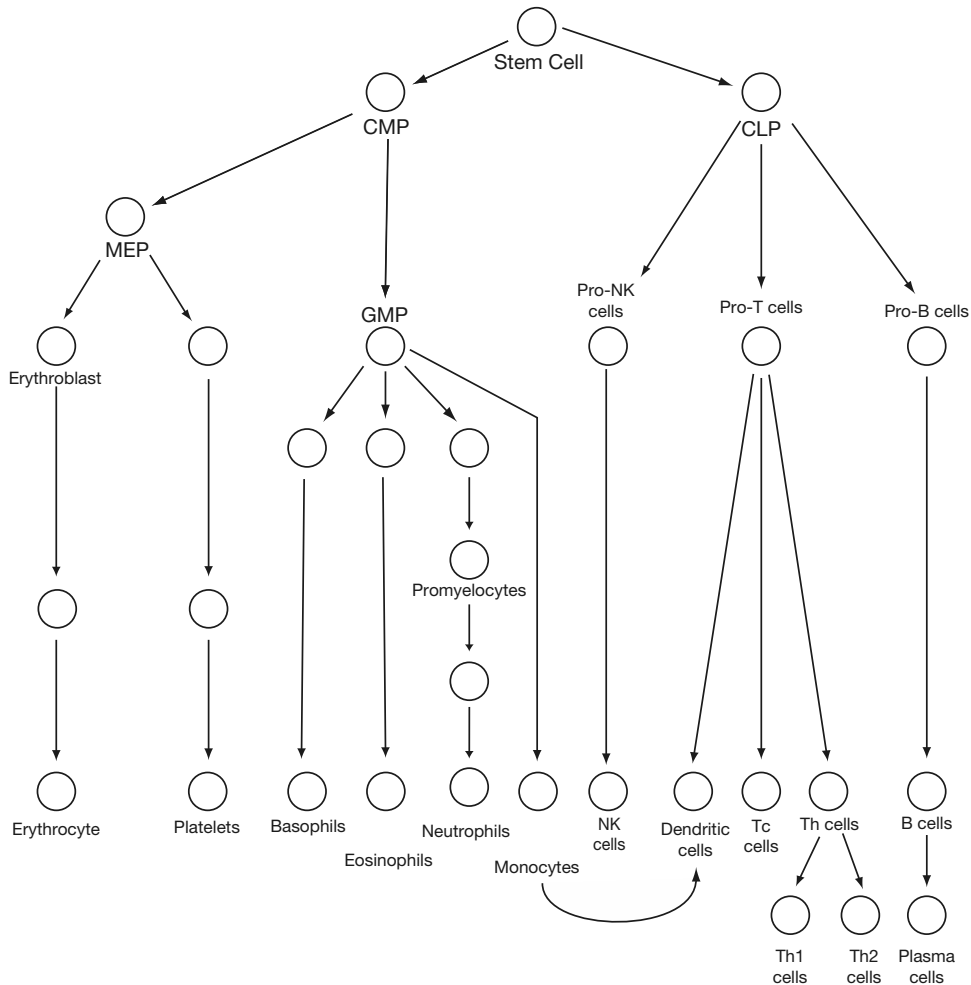 Stem Cell
CMP
CLP
MEP
Pro-NK
cells
Pro-T cells
Pro-B cells
GMP
Erythroblast
Promyelocytes
Erythrocyte
Platelets
Basophils
Eosinophils
Neutrophils
Monocytes
NK
cells
Dendritic
cells
Tc
cells
Th cells
B cells
Th1
cells
Th2
cells
Plasma
cells